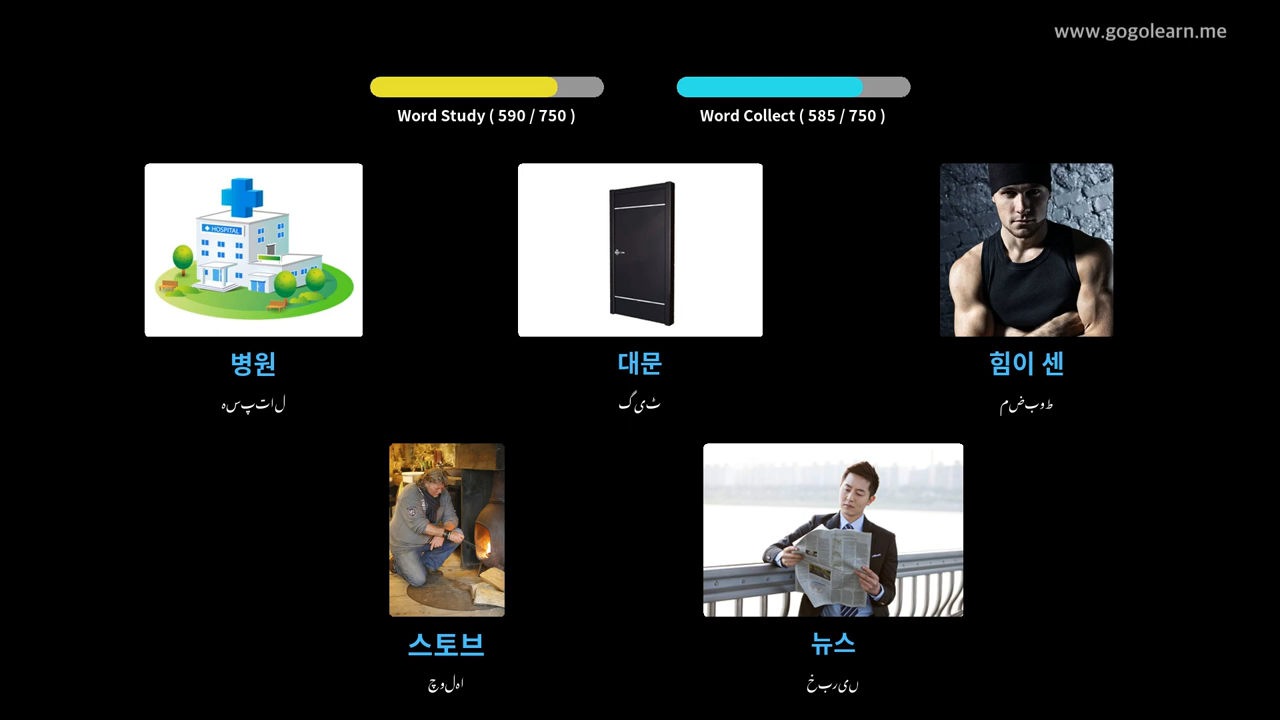 www.gogolearn.me
Word Study ( 590 / 750 )
Word Collect ( 585 / 750 )
HOSPITAL
병원
대문
힘이 센
ہسپتال
گیٹ
مضبوط
스토브
뉴스
چولہا
خبریں